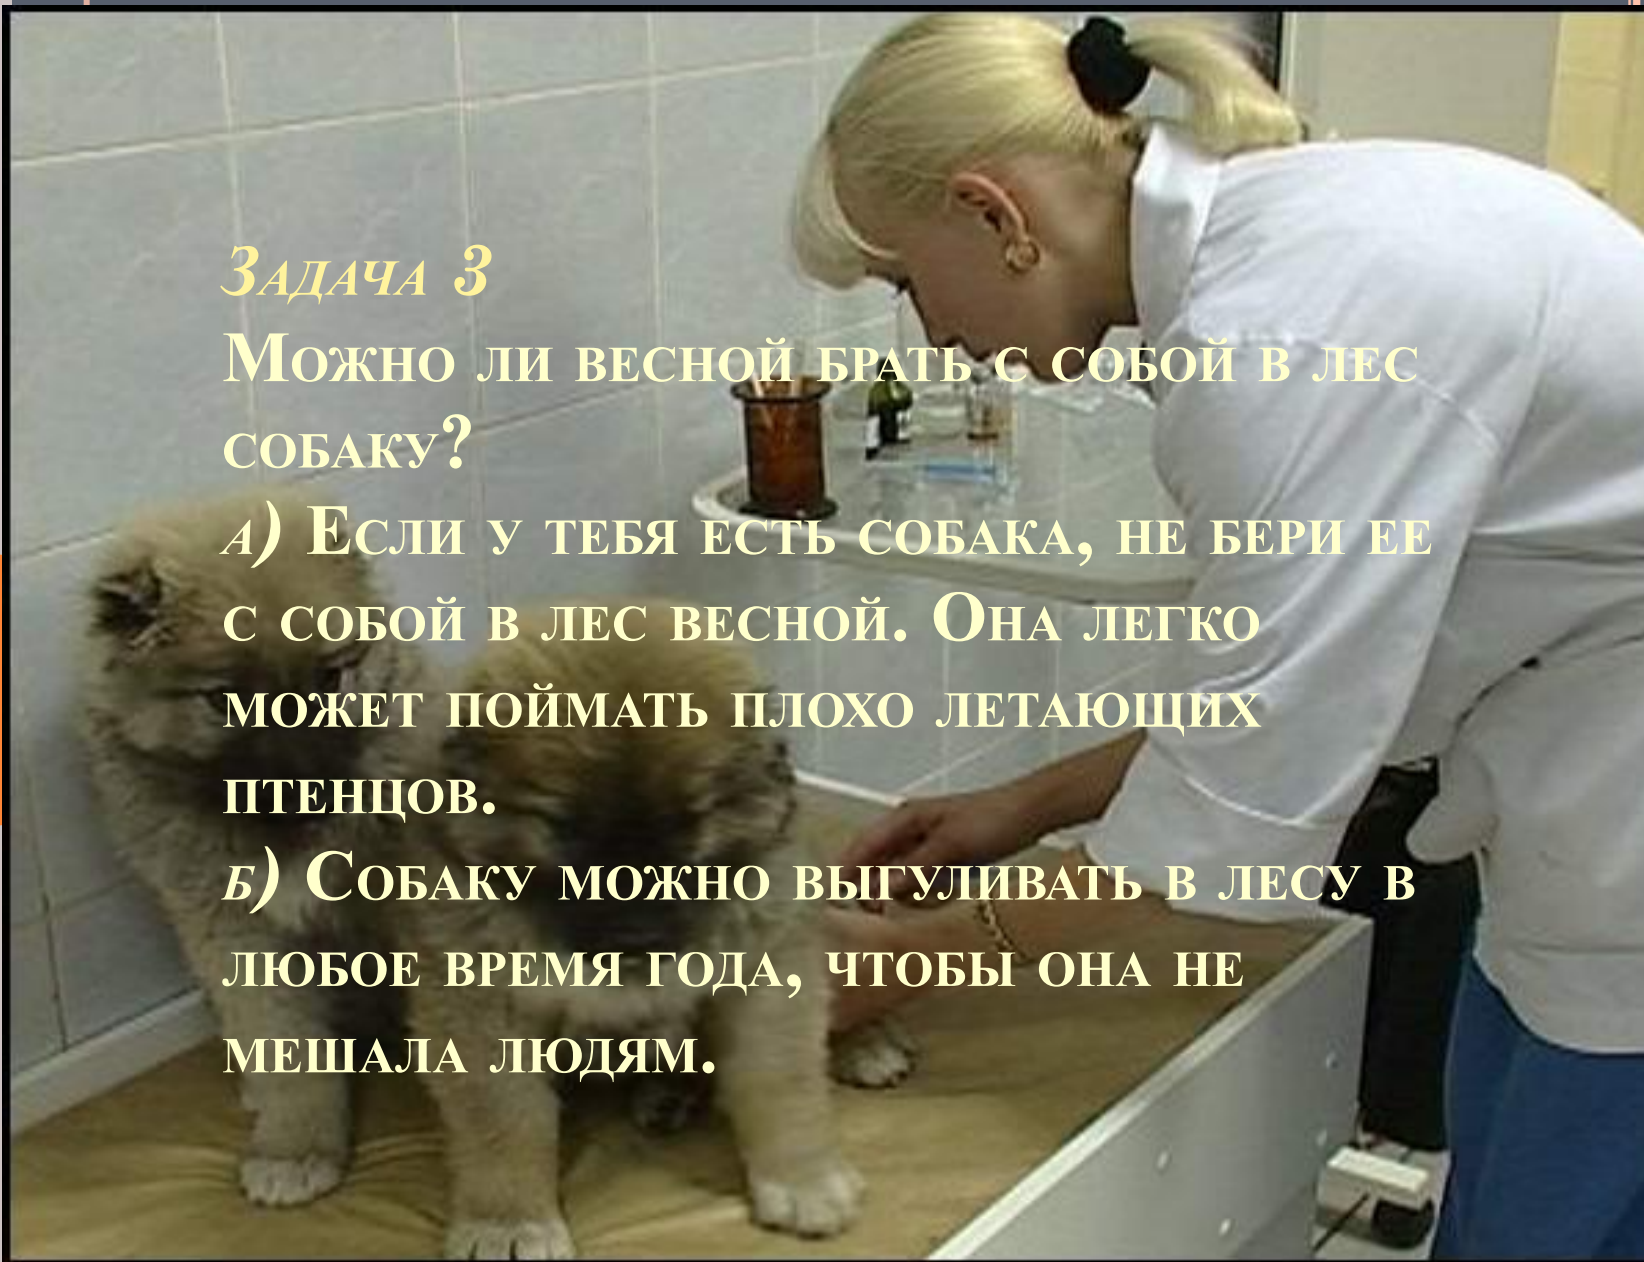 Задача 3
Можно ли весной брать с собой в лес
собаку?
а) Если у тебя есть собака, не бери ее
с собой в лес весной. Она легко
может поймать плохо летающих
птенцов.
б) Собаку можно выгуливать в лесу в
любое время года, чтобы она не
мешала людям.